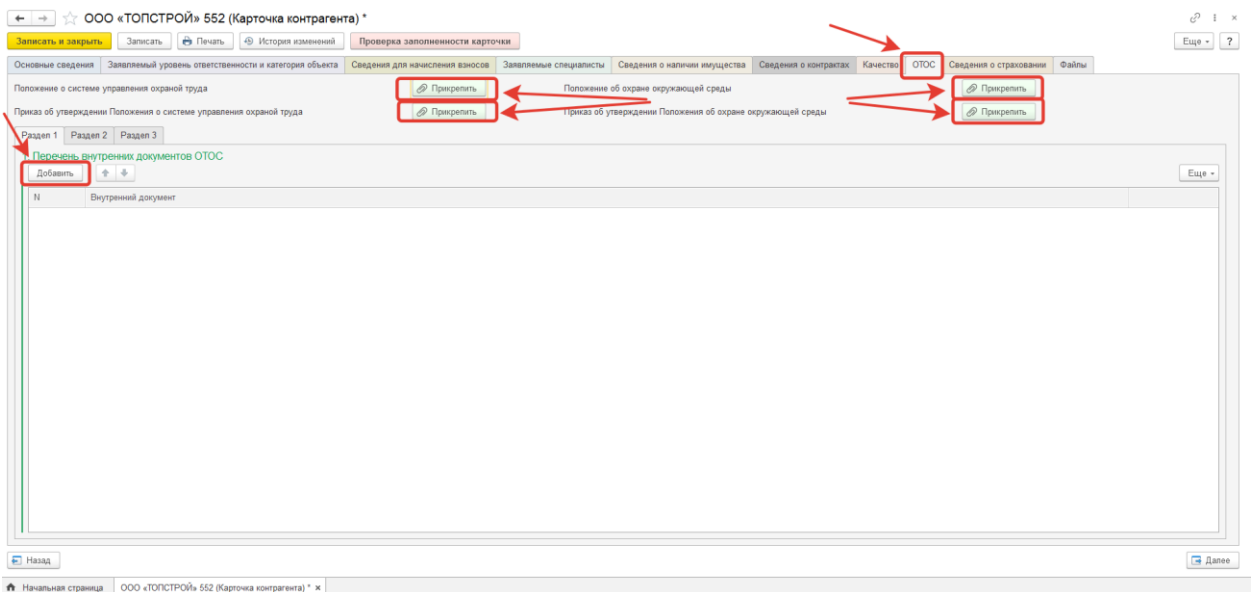 ООО «ТОПСТРОЙ» 552 (Карточка контрагента) *
Записать и закрыть Записать Печать История изменений Проверка заполненности карточки Еще ?
Основные сведения Заявляемый уровень ответственности и категория объекта Сведения для начисления взносов Заявляемые специалисты Сведения о наличии имущества Сведения о контрактах Качество ОТОС Сведения о страховании Файлы
Положение о системе управления охраной труда Прикрепить Положение об охране окружающей среды Прикрепить
Приказ об утверждении Положения о системе управления охраной труда Прикрепить Приказ об утверждении Положения об охране окружающей среды Прикрепить
Раздел 1 Раздел 2 Раздел 3
Перечень внутренних документов ОТОС
Добавить Еще
N Внутренний документ
Назад Далее
Начальная страница ООО «ТОПСТРОЙ» 552 (Карточка контрагента) * ×